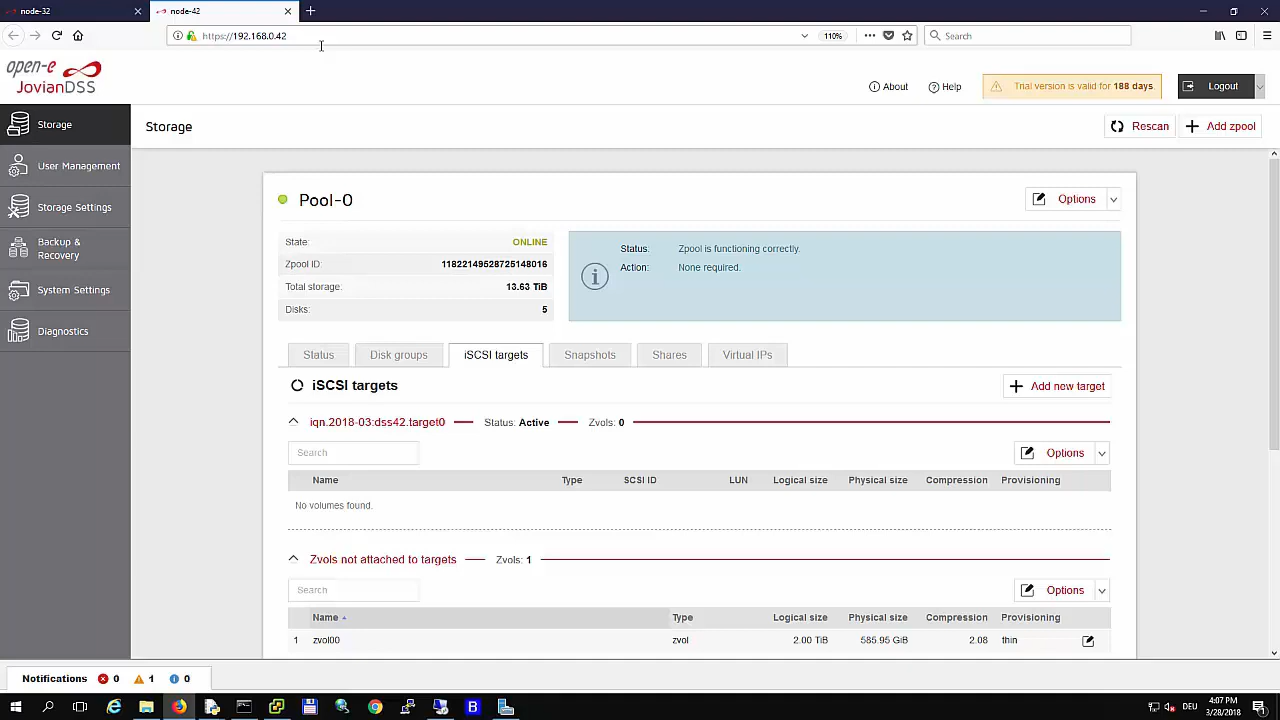 node-32
node-42
https://192.168.0.42
110%
Search
open-e
JovianDSS
About
Help
Trial version is valid for 188 days.
Logout
Storage
User Management
Storage Settings
Backup &
Recovery
System Settings
Diagnostics
Storage
Rescan
Add zpool
Pool-0
Options
State: ONLINE
Zpool ID: 11822149528725148016
Total storage: 13.63 TiB
Disks: 5
Status: Zpool is functioning correctly.
Action: None required.
Status Disk groups iSCSI targets Snapshots Shares Virtual IPs
iSCSI targets
Add new target
iqn.2018-03:dss42.target0 Status: Active Zvols: 0
Search
Options
Name Type SCSI ID LUN Logical size Physical size Compression Provisioning
No volumes found.
Zvols not attached to targets Zvols: 1
Search
Options
Name Type Logical size Physical size Compression Provisioning
1 zvol00 zvol 2.00 TiB 585.95 GiB 2.08 thin
Notifications 0 1 0
DEU
4:07 PM
3/28/2018